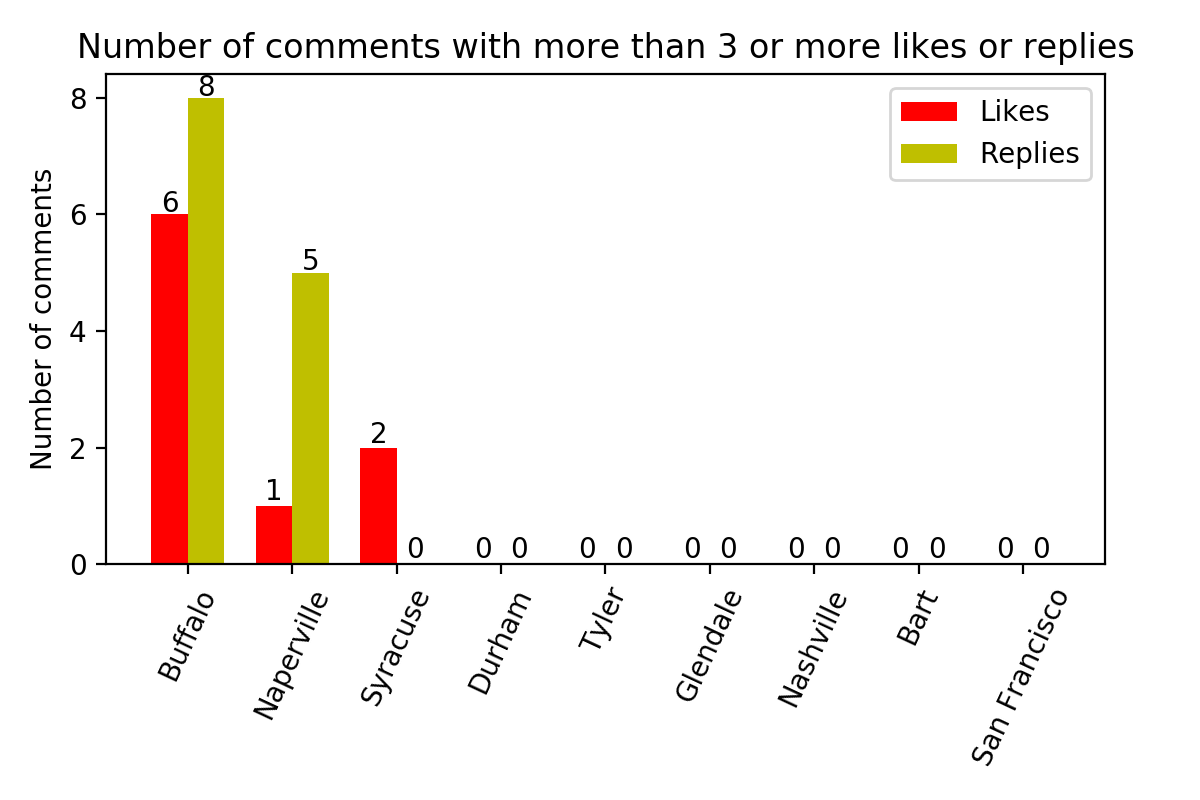 Number of comments with more than 3 or more likes or replies
Likes
Replies
Number of comments
8
6
4
2
0
6
8
1
5
2
0
0
0
0
0
0
0
0
0
0
0
0
0
Buffalo
Naperville
Syracuse
Durham
Tyler
Glendale
Nashville
Bart
San Francisco